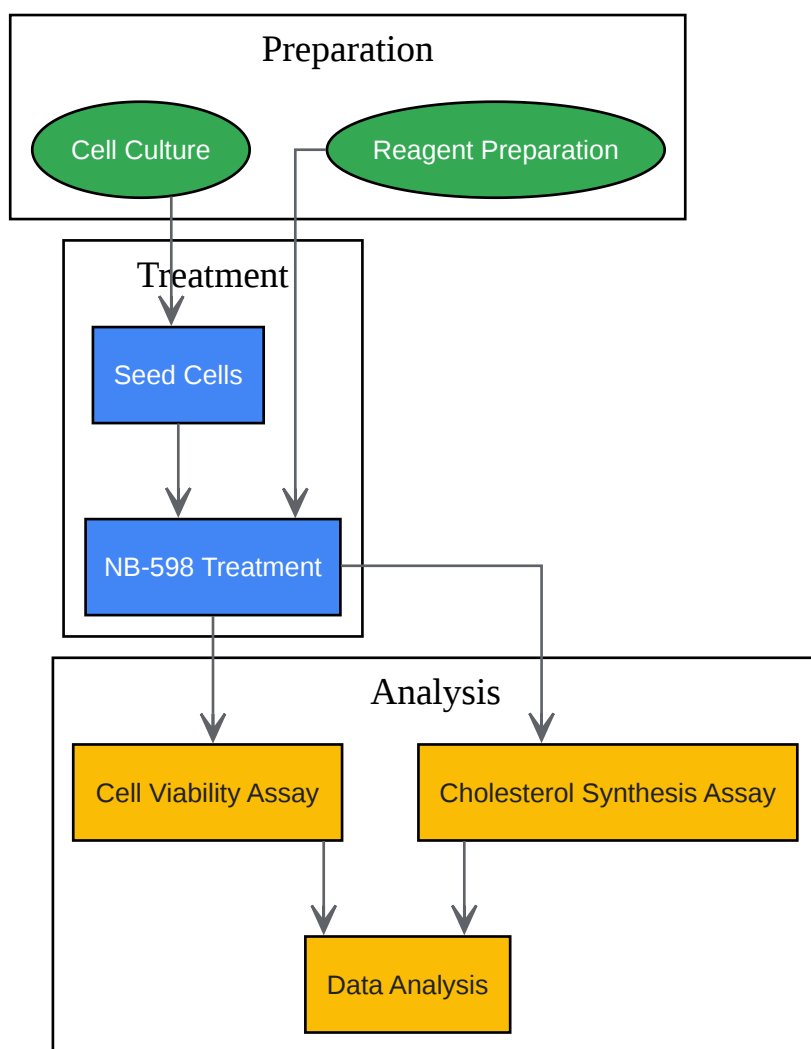 Preparation
Cell Culture
Reagent Preparation
Treatment
Seed Cells
NB-598 Treatment
Analysis
Cell Viability Assay
Cholesterol Synthesis Assay
Data Analysis